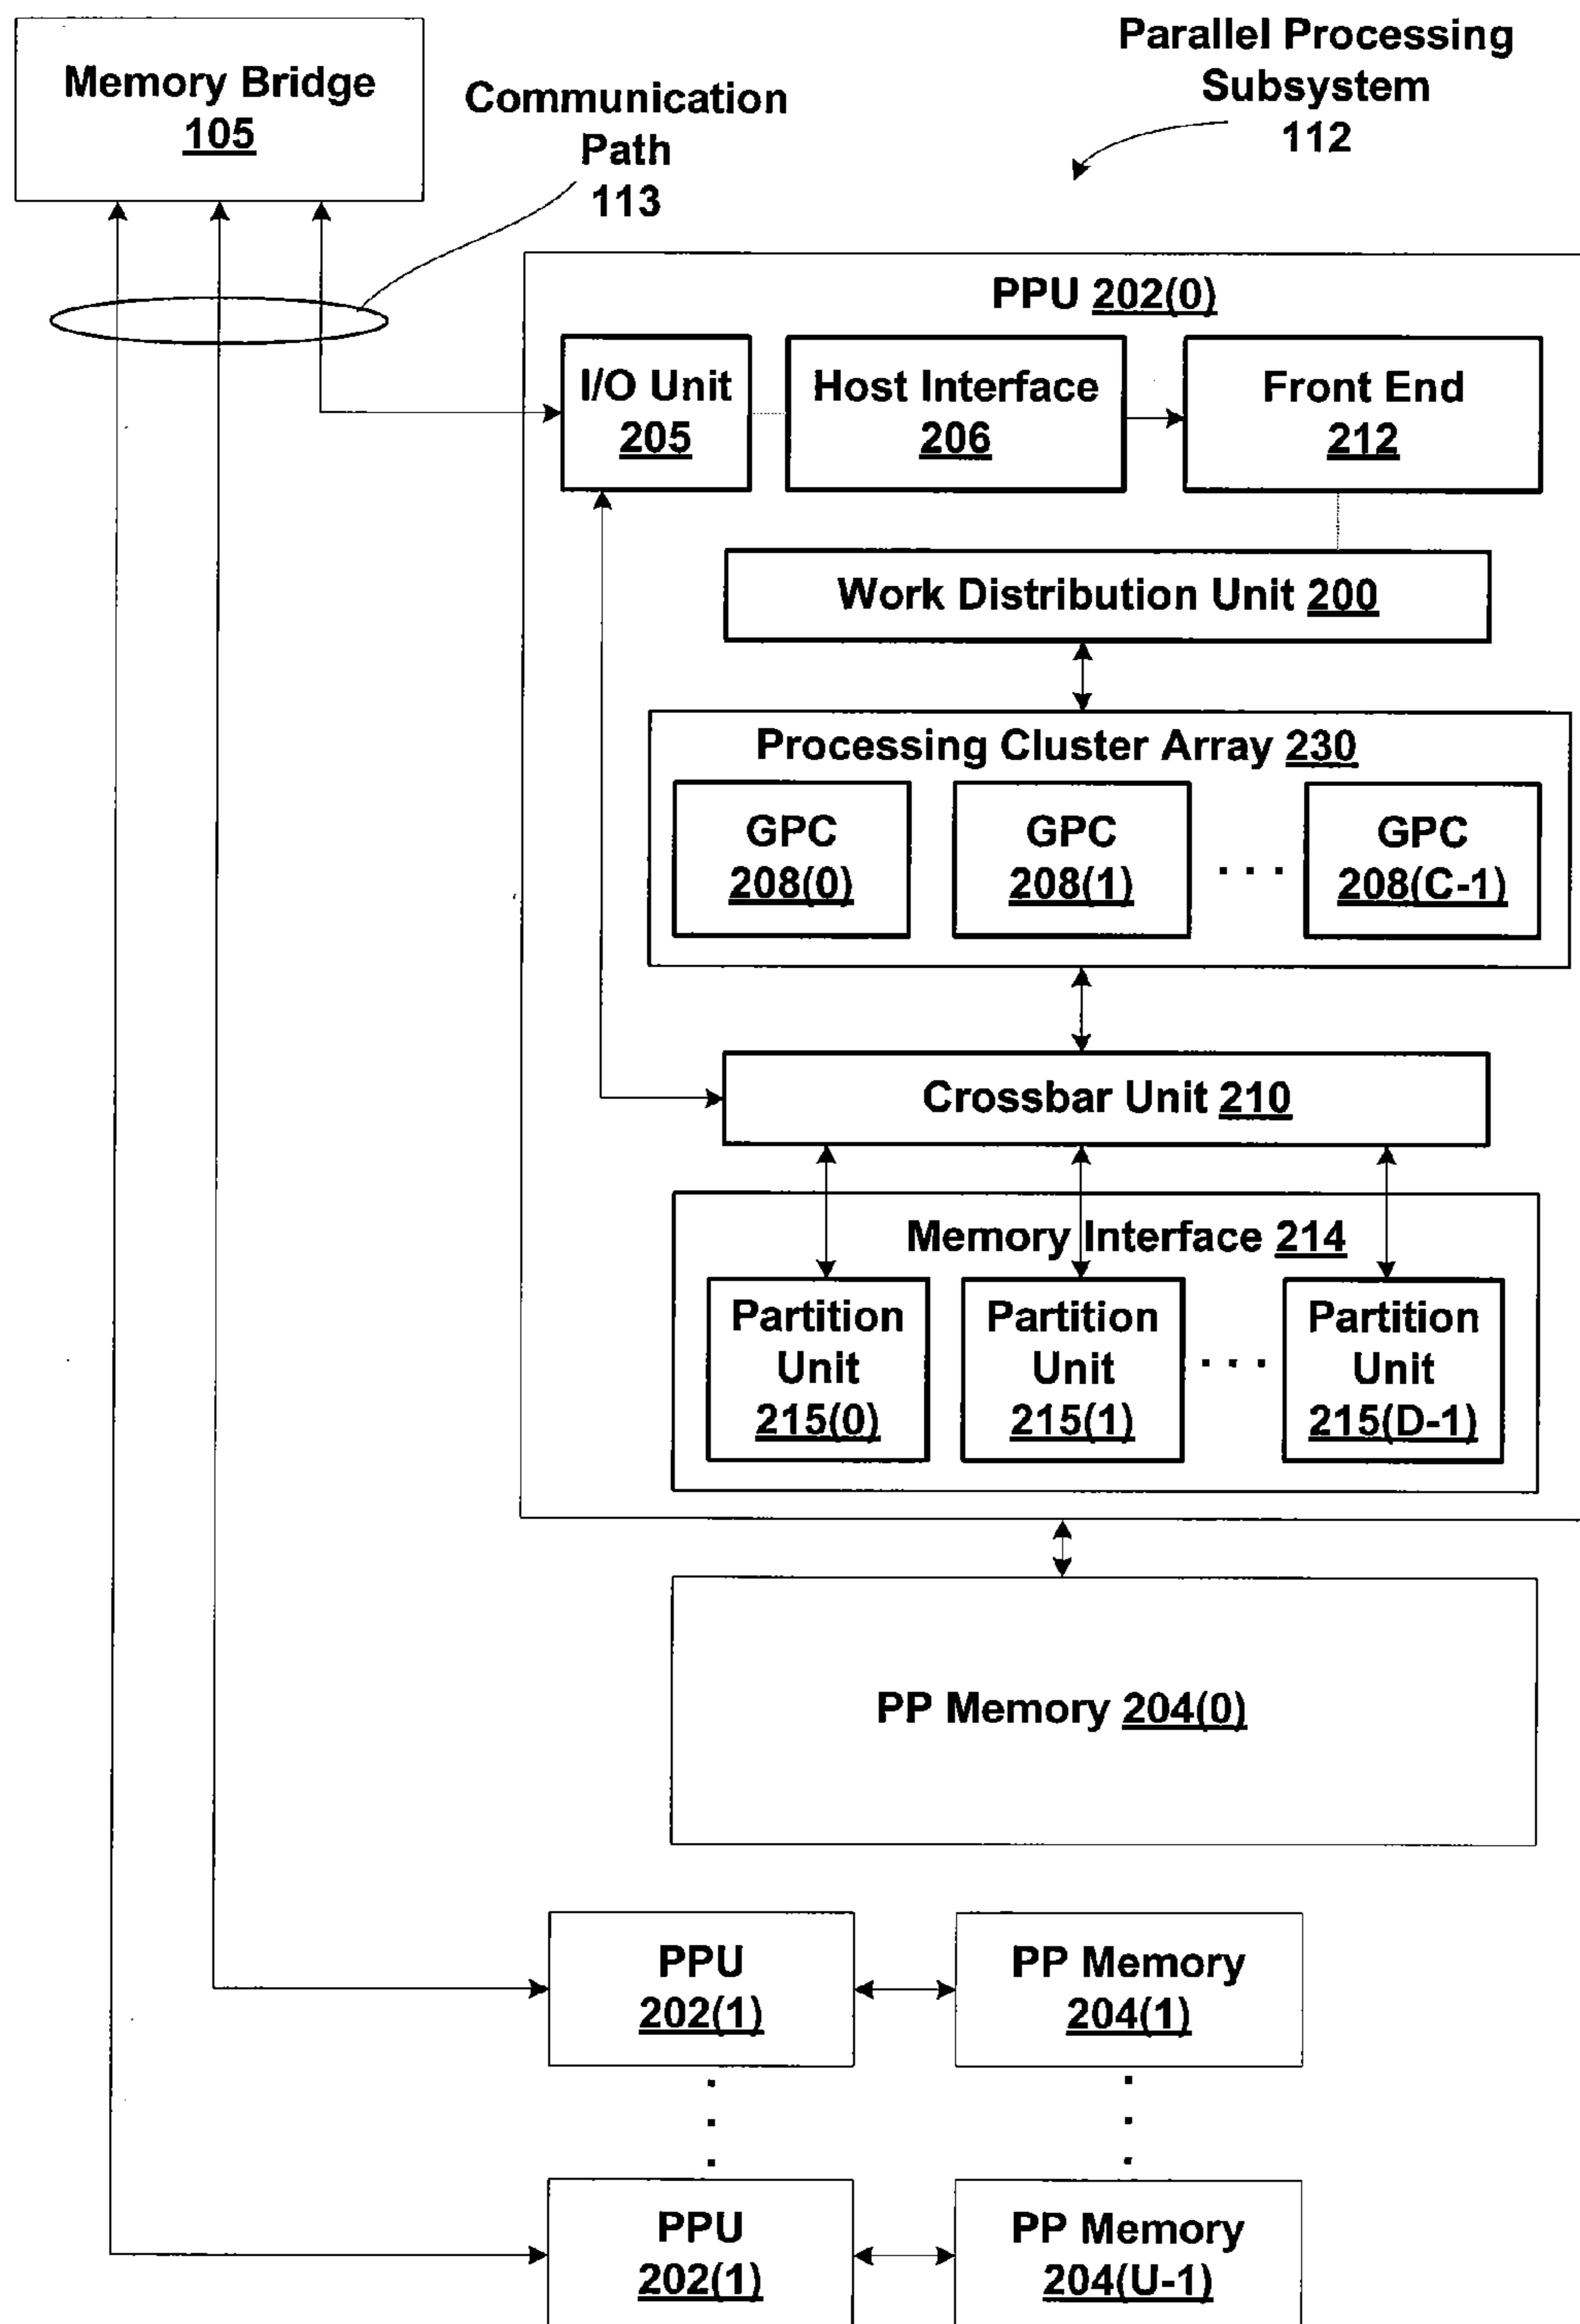 Memory Bridge
105
Communication
Path
113
Parallel Processing
Subsystem
112
PPU 202(0)
I/O Unit
205
Host Interface
206
Front End
212
Work Distribution Unit 200
Processing Cluster Array 230
GPC
208(0)
GPC
208(1)
. . .
GPC
208(C-1)
Crossbar Unit 210
Memory Interface 214
Partition
Unit
215(0)
Partition
Unit
215(1)
. . .
Partition
Unit
215(D-1)
PP Memory 204(0)
PPU
202(1)
PP Memory
204(1)
PPU
202(1)
PP Memory
204(U-1)